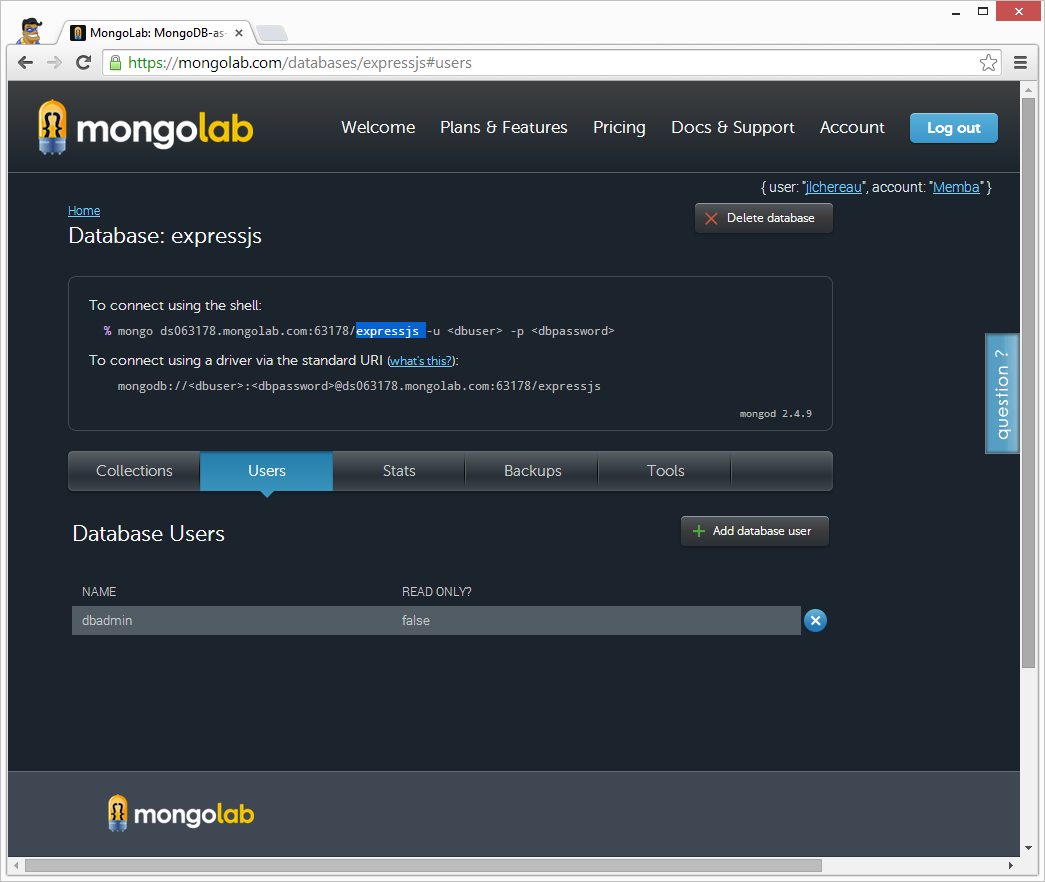 MongoLab: MongoDB-as-
https://mongolab.com/databases/expressjs#users
mongolab
Welcome
Plans & Features
Pricing
Docs & Support
Account
Log out
{ user: "jlchereau", account: "Memba" }
Home
Delete database
Database: expressjs
To connect using the shell:
% mongo ds063178.mongolab.com:63178/expressjs -u <dbuser> -p <dbpassword>
To connect using a driver via the standard URI (what's this?):
mongodb://<dbuser>:<dbpassword>@ds063178.mongolab.com:63178/expressjs
mongod 2.4.9
question ?
Collections
Users
Stats
Backups
Tools
Database Users
Add database user
NAME
READ ONLY?
dbadmin
false
mongolab